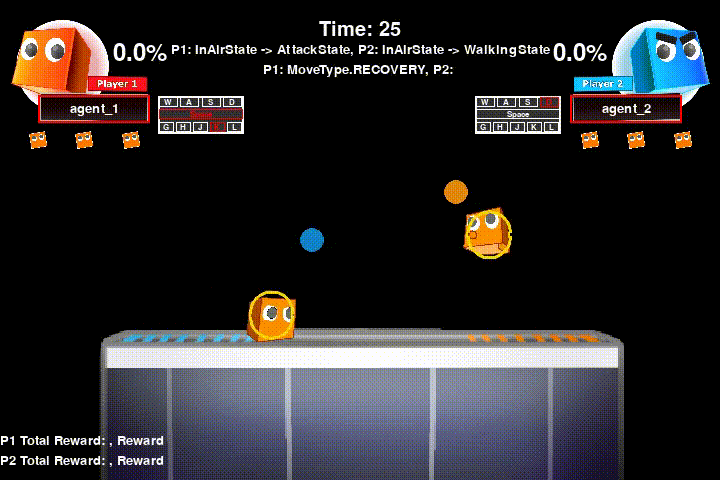 Time: 25
0.0% P1: InAirState -> AttackState, P2: InAirState -> WalkingState 0.0%
P1: MoveType.RECOVERY, P2:
Player 1
Player 2
agent_1
agent_2
W A S D
Space
G H J K L
W A S D
Space
G H J K L
P1 Total Reward: , Reward
P2 Total Reward: , Reward